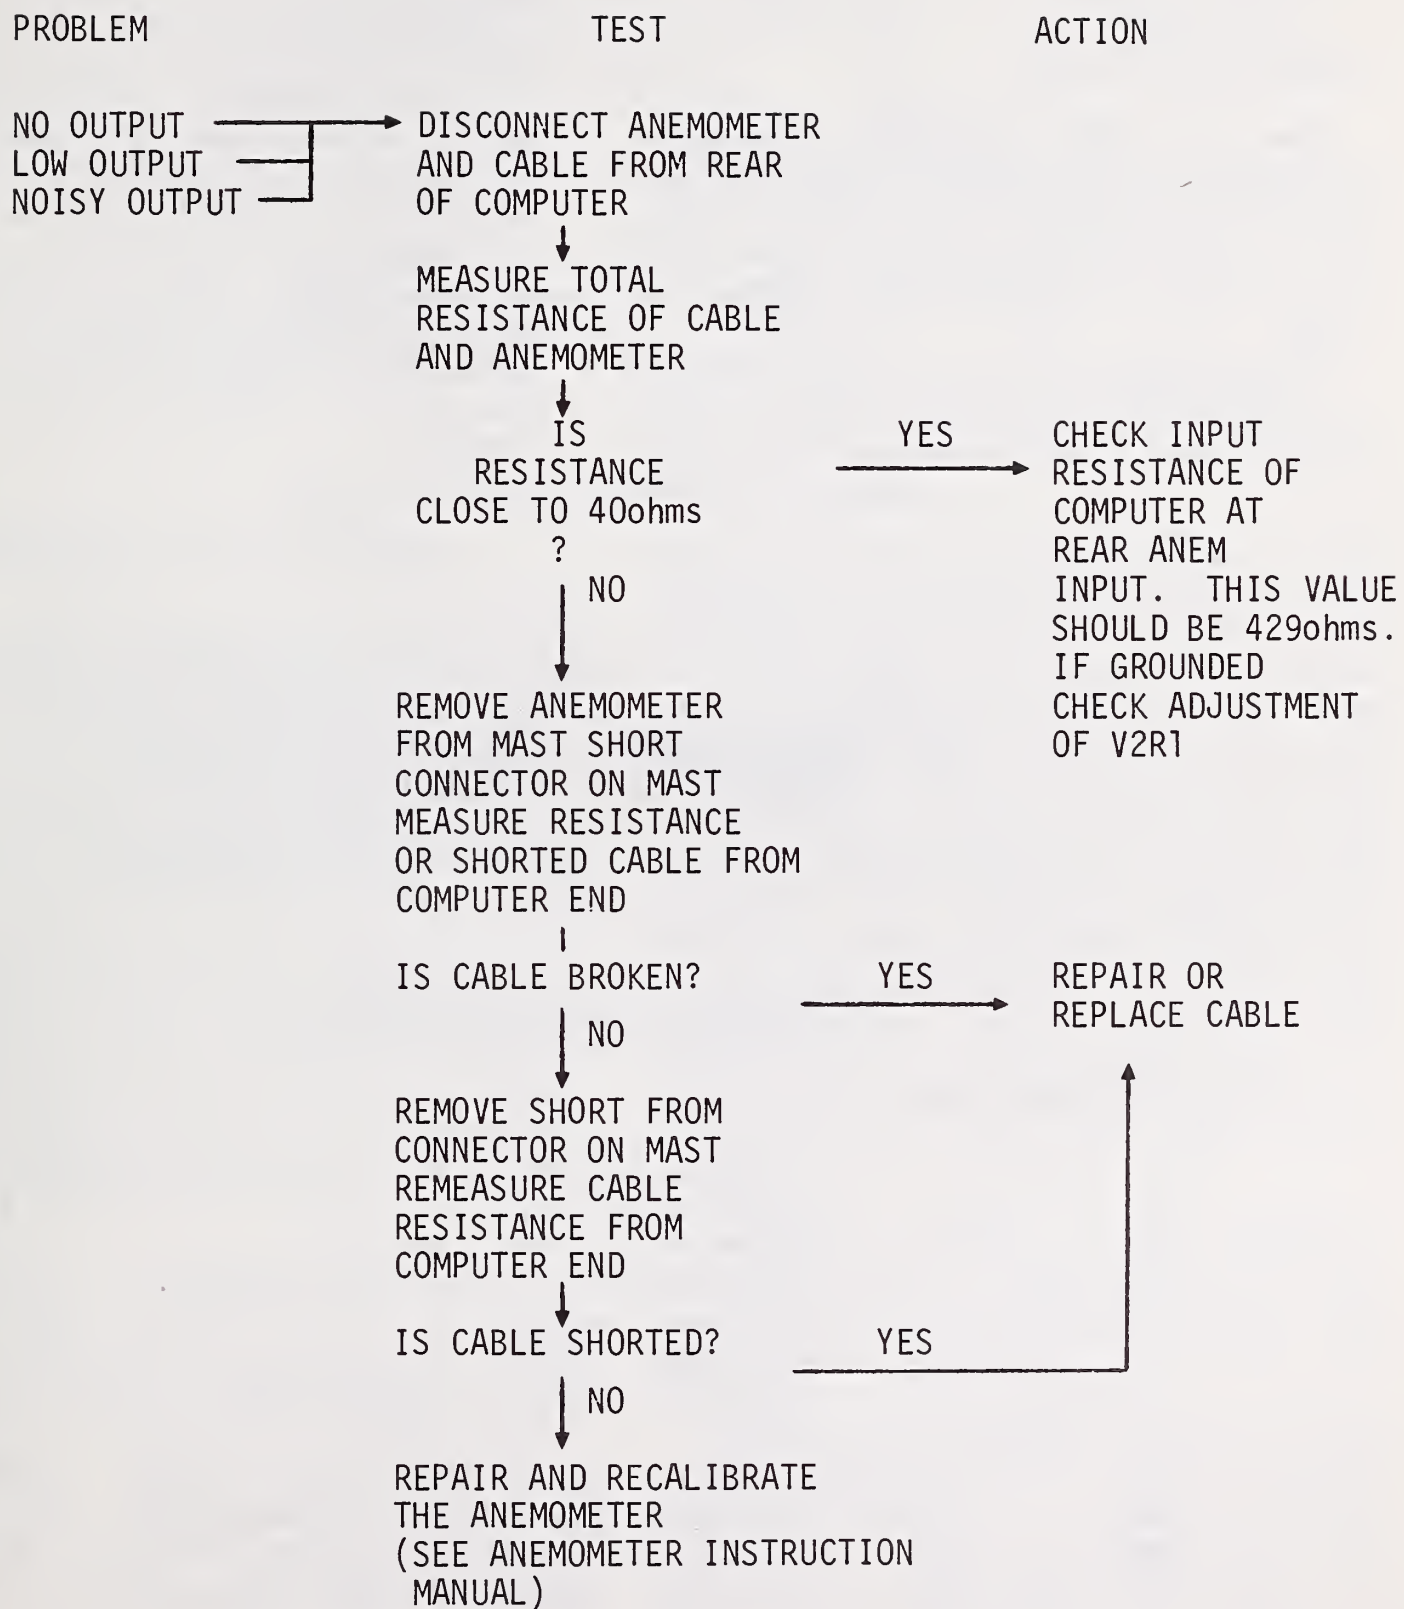 PROBLEM
TEST
ACTION
NO OUTPUT
LOW OUTPUT
NOISY OUTPUT
DISCONNECT ANEMOMETER
AND CABLE FROM REAR
OF COMPUTER
MEASURE TOTAL
RESISTANCE OF CABLE
AND ANEMOMETER
IS
RESISTANCE
CLOSE TO 40ohms
?
YES
CHECK INPUT
RESISTANCE OF
COMPUTER AT
REAR ANEM
INPUT. THIS VALUE
SHOULD BE 429ohms.
IF GROUNDED
CHECK ADJUSTMENT
OF V2R1
NO
REMOVE ANEMOMETER
FROM MAST SHORT
CONNECTOR ON MAST
MEASURE RESISTANCE
OR SHORTED CABLE FROM
COMPUTER END
IS CABLE BROKEN?
YES
REPAIR OR
REPLACE CABLE
NO
REMOVE SHORT FROM
CONNECTOR ON MAST
REMEASURE CABLE
RESISTANCE FROM
COMPUTER END
IS CABLE SHORTED?
YES
NO
REPAIR AND RECALIBRATE
THE ANEMOMETER
(SEE ANEMOMETER INSTRUCTION
MANUAL)